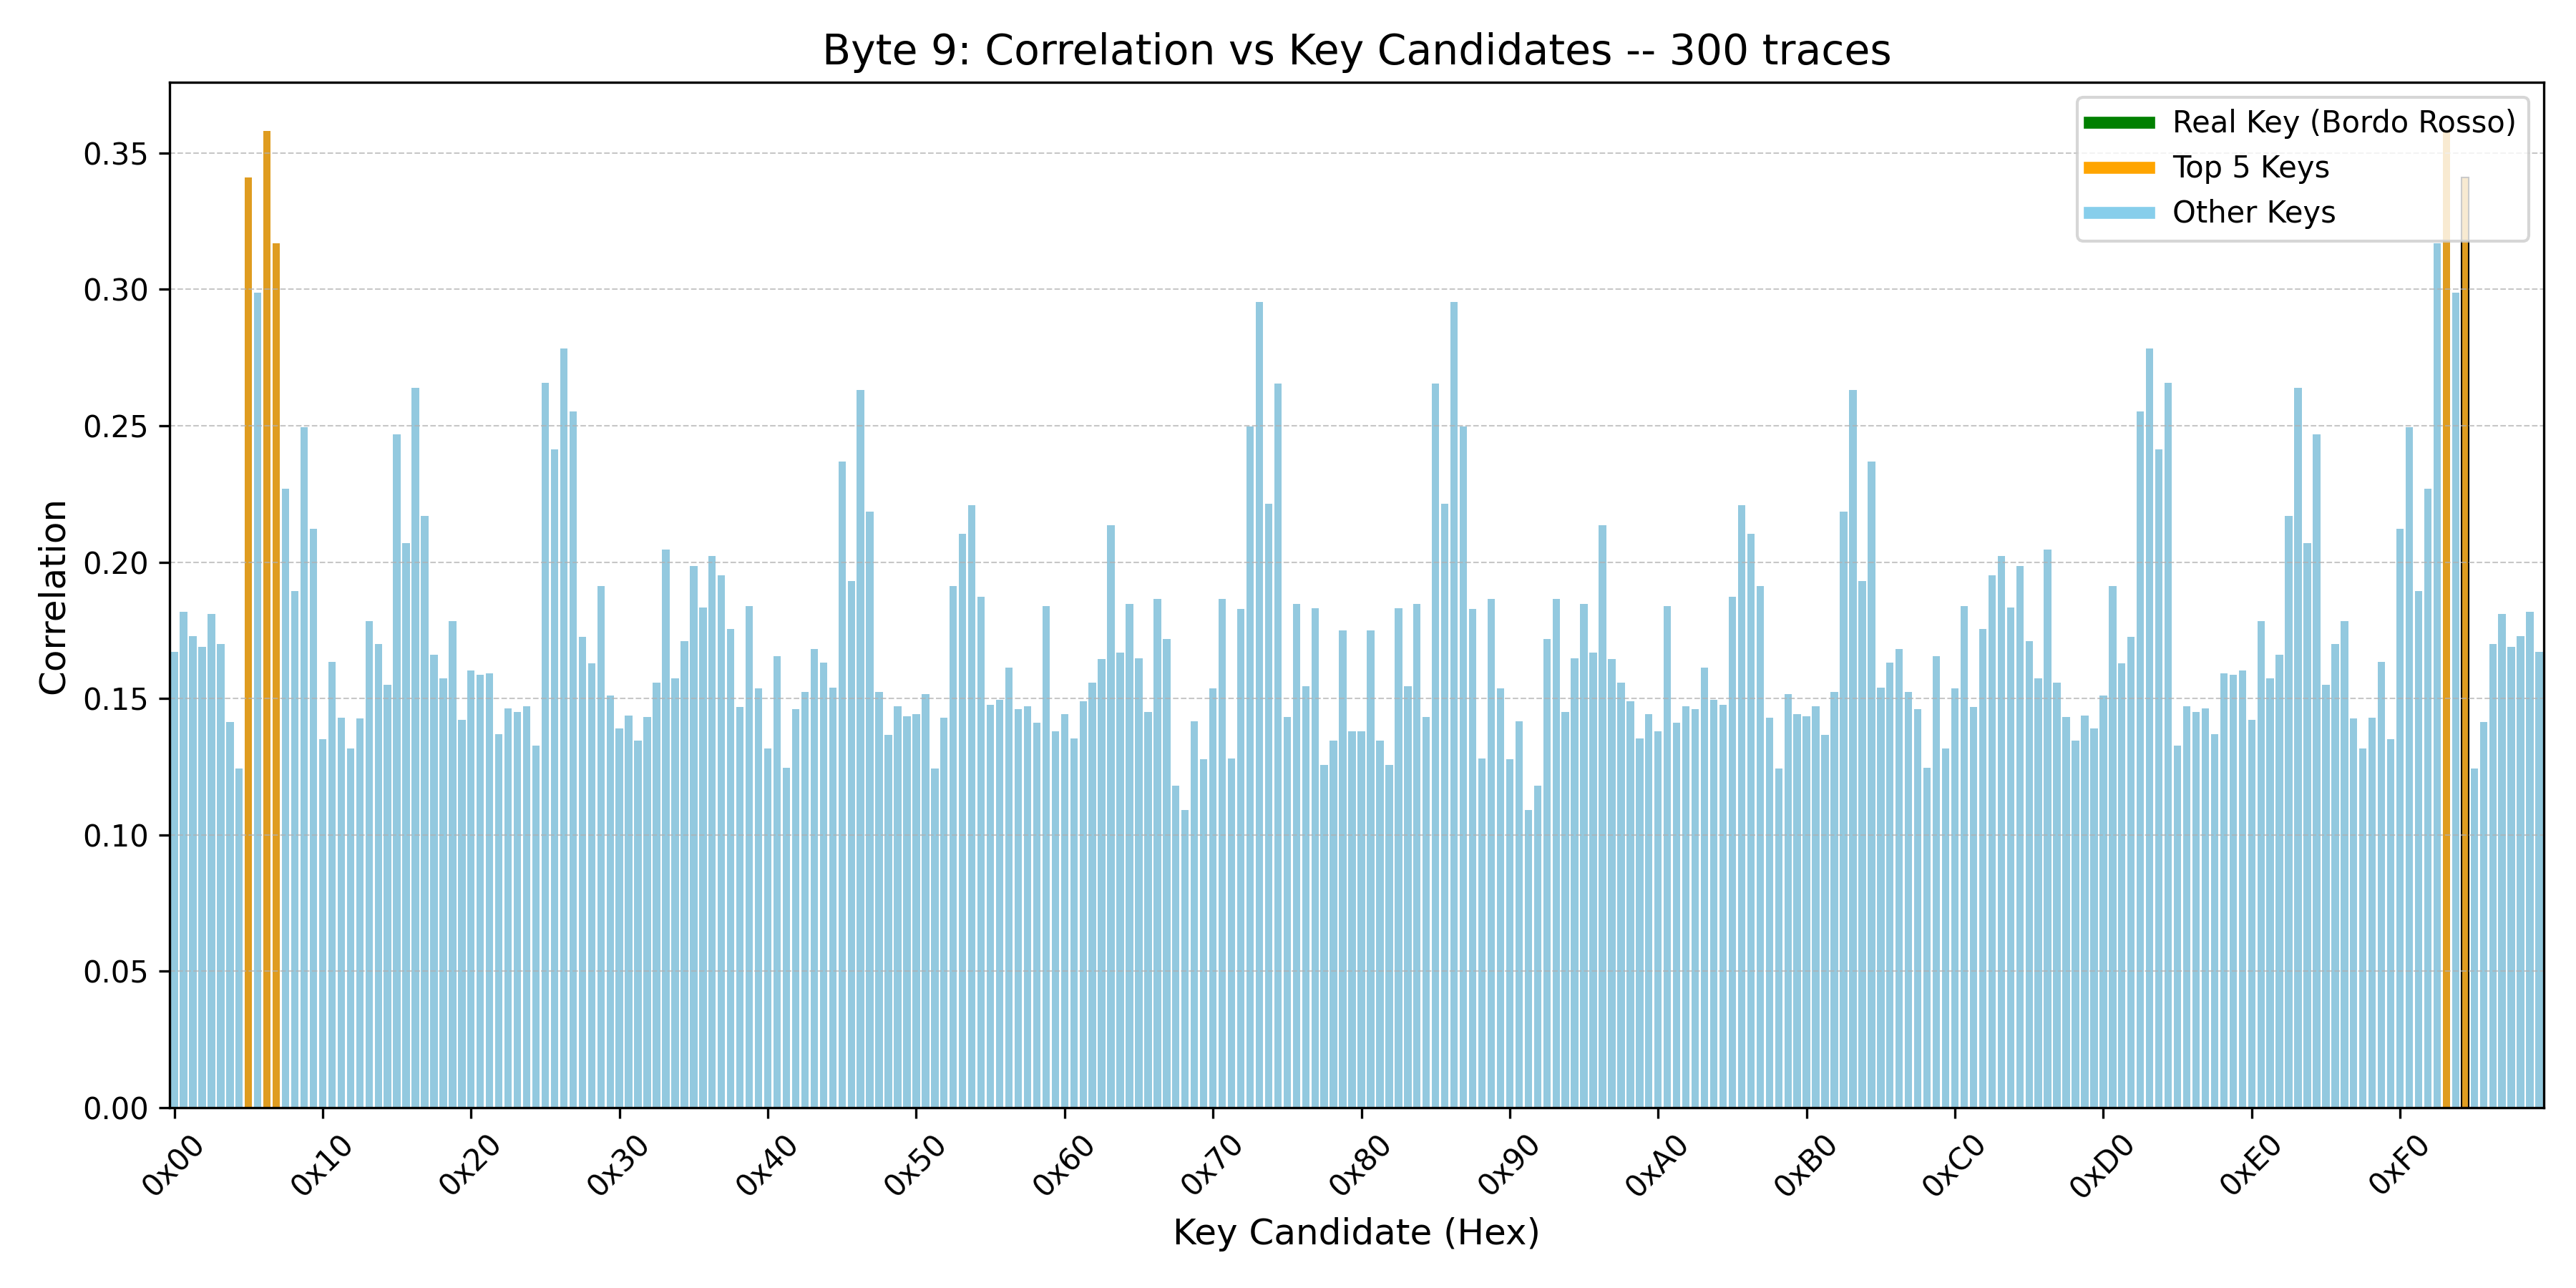 Byte 9: Correlation vs Key Candidates -- 300 traces
Real Key (Bordo Rosso)
Top 5 Keys
Other Keys
Correlation
0.35
0.30
0.25
0.20
0.15
0.10
0.05
0.00
0x00 0x10 0x20 0x30 0x40 0x50 0x60 0x70 0x80 0x90 0xA0 0xB0 0xC0 0xD0 0xE0 0xF0
Key Candidate (Hex)